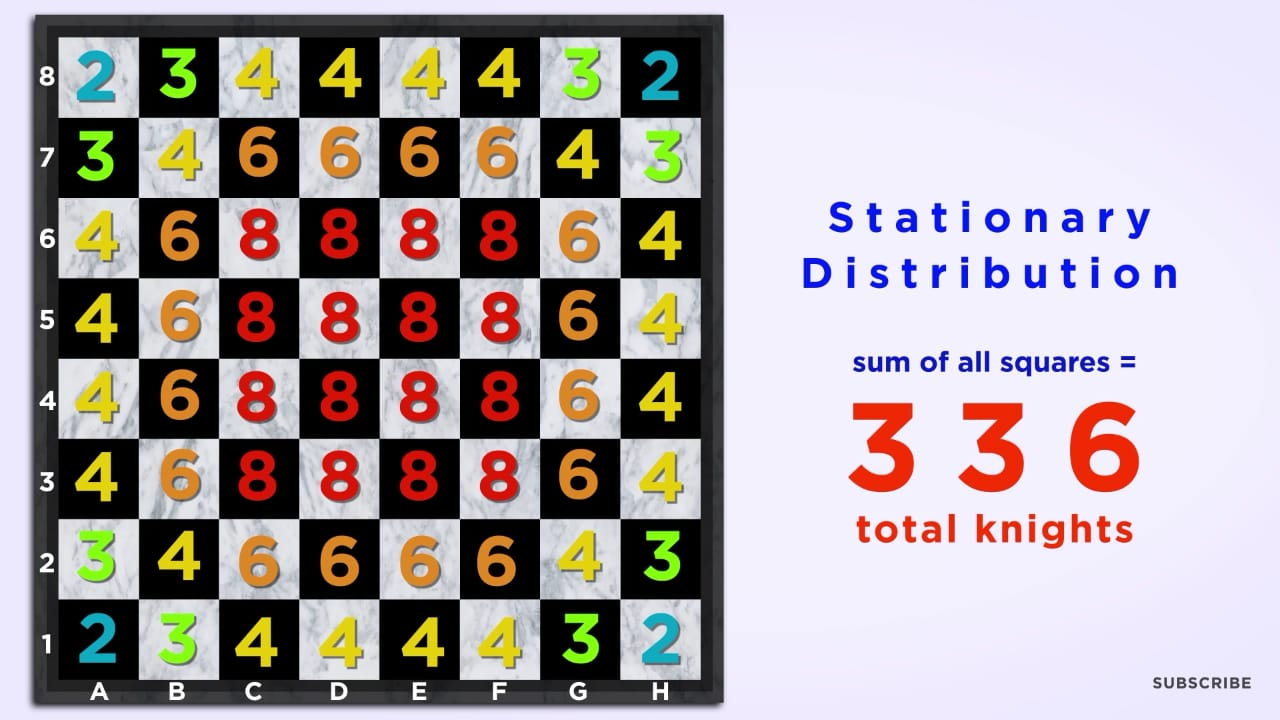 8 2 3 4 4 4 4 3 2
7 3 4 6 6 6 6 4 3
6 4 6 8 8 8 8 6 4
5 4 6 8 8 8 8 6 4
4 4 6 8 8 8 8 6 4
3 4 6 8 8 8 8 6 4
2 3 4 6 6 6 6 4 3
1 2 3 4 4 4 4 3 2
A B C D E F G H
Stationary
Distribution
sum of all squares =
336
total knights
SUBSCRIBE